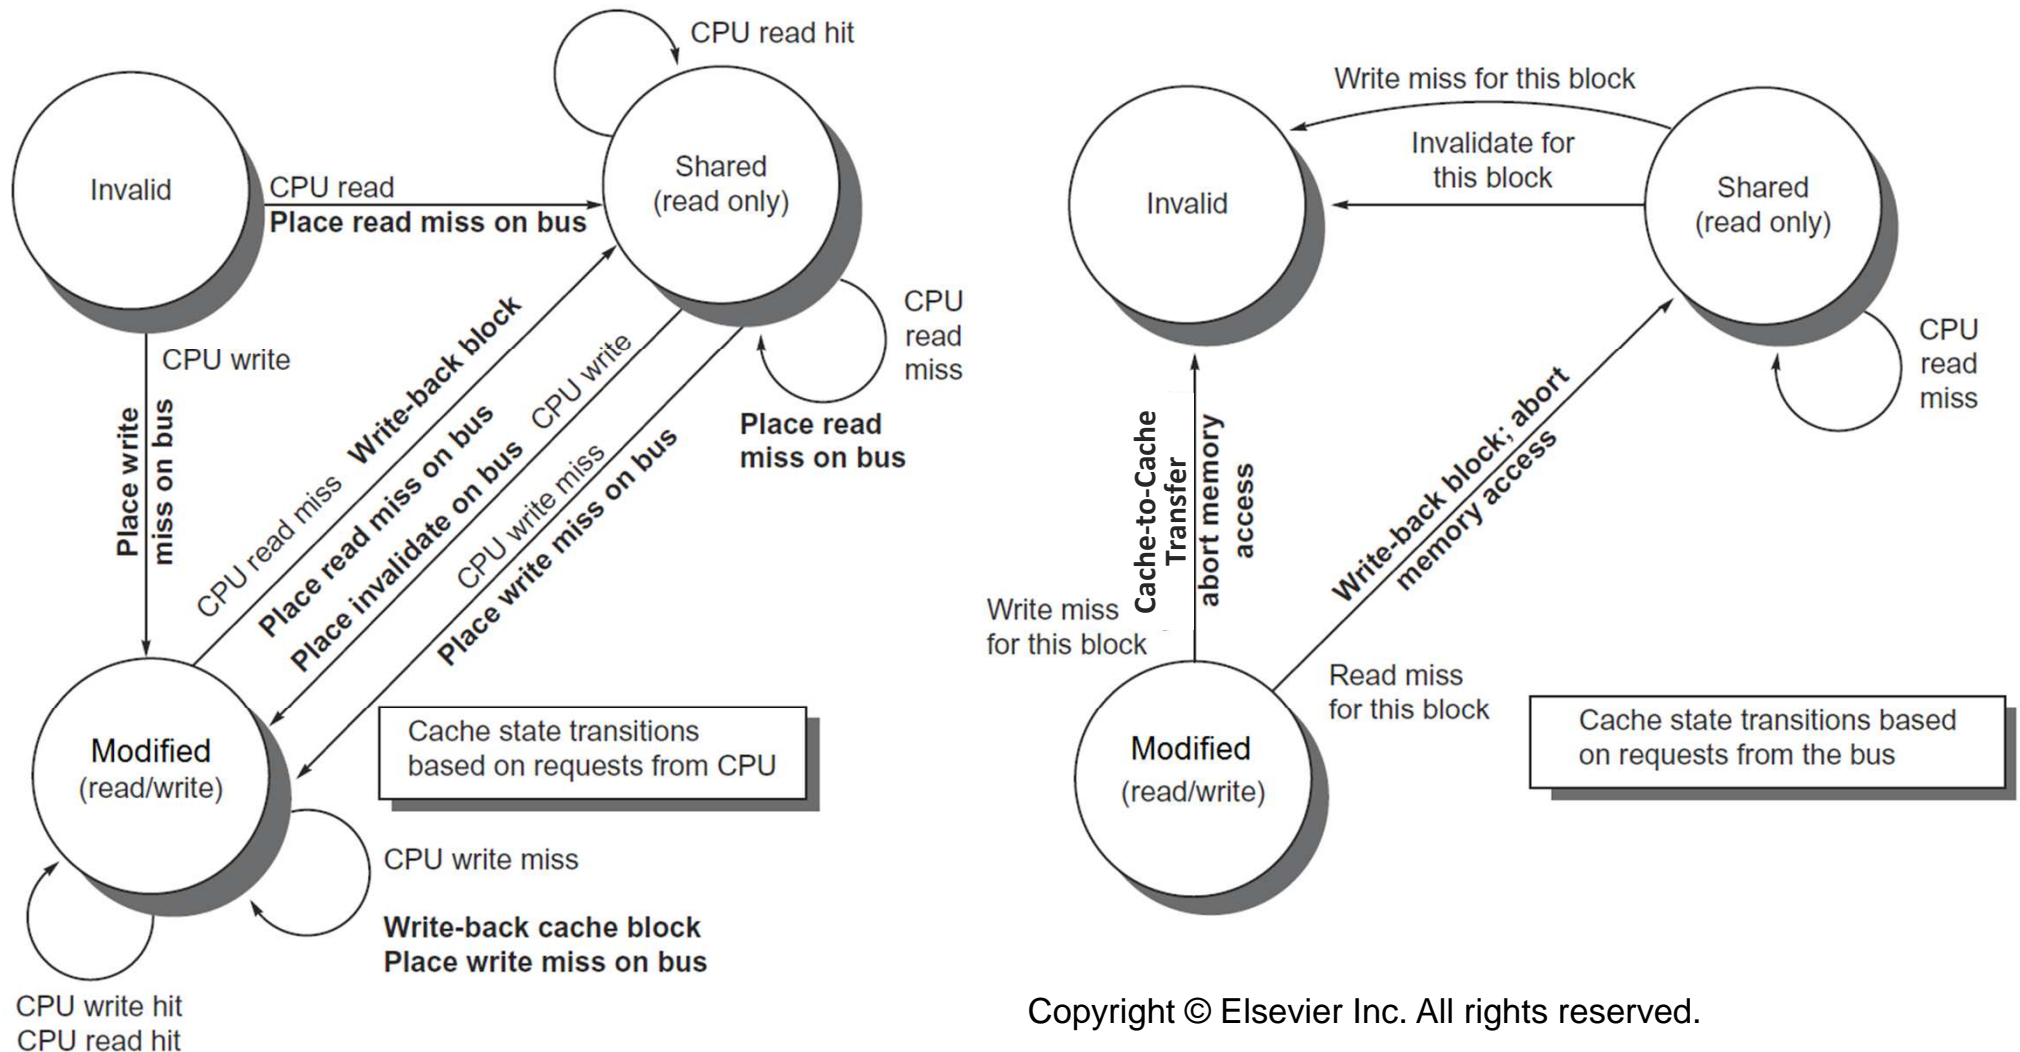 CPU read hit
Invalid
Shared
(read only)
CPU read
Place read miss on bus
CPU write
Place write
miss on bus
CPU read miss
Write-back block
Place read miss on bus
Place invalidate on bus
CPU write
CPU write miss
Place write miss on bus
CPU
read
miss
Place read
miss on bus
Modified
(read/write)
Cache state transitions
based on requests from CPU
CPU write miss
Write-back cache block
Place write miss on bus
CPU write hit
CPU read hit
Write miss for this block
Invalidate for
this block
Invalid
Shared
(read only)
CPU
read
miss
Cache-to-Cache
Transfer
abort memory
access
Write-back block; abort
memory access
Write miss
for this block
Read miss
for this block
Modified
(read/write)
Cache state transitions based
on requests from the bus
Copyright © Elsevier Inc. All rights reserved.